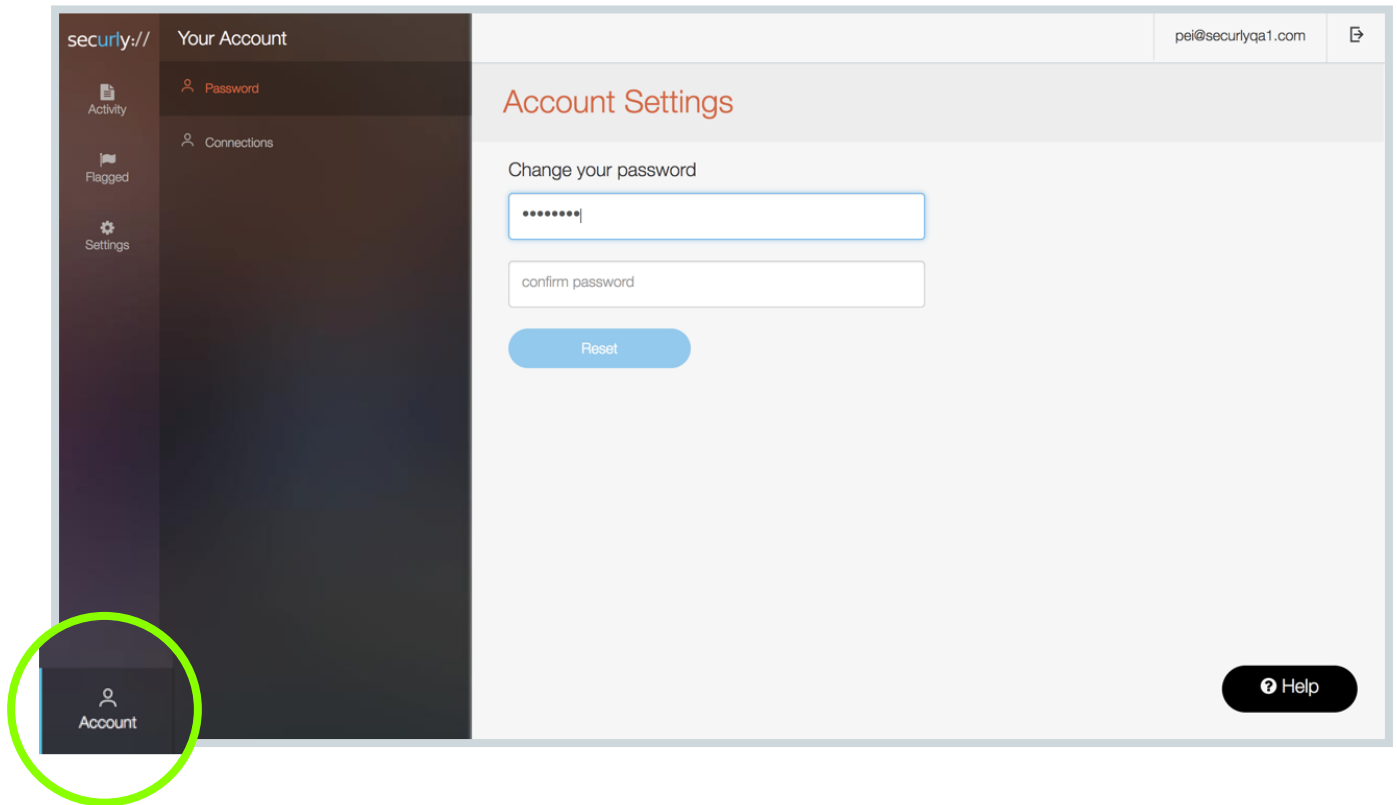 securly://
Your Account
pei@securlyqa1.com
Activity
Flagged
Settings
Password
Connections
Account Settings
Change your password
••••••••
confirm password
Reset
Help
Account